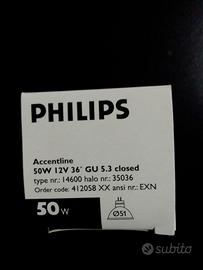 PHILIPS
Accentline
50W 12V 36° GU 5.3 closed
type nr.: 14600 halo nr.: 35036
Order code: 412058 XX ansi nr.: EXN
50W
Ø51
subito